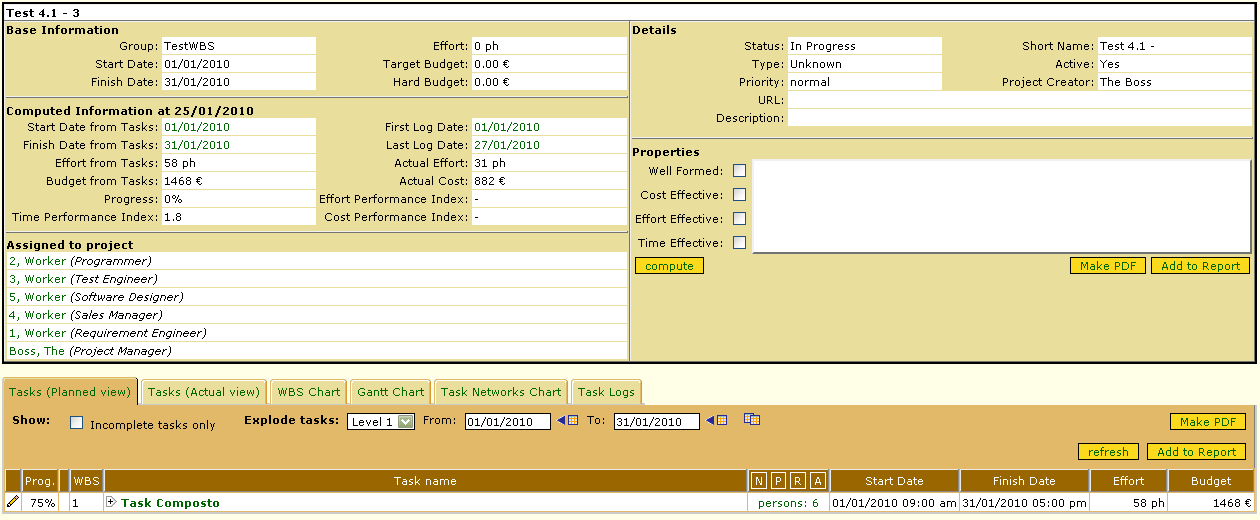 Test 4.1 - 3
Base Information
Group: TestWBS Effort: 0 ph
Start Date: 01/01/2010 Target Budget: 0.00 €
Finish Date: 31/01/2010 Hard Budget: 0.00 €
Computed Information at 25/01/2010
Start Date from Tasks: 01/01/2010 First Log Date: 01/01/2010
Finish Date from Tasks: 31/01/2010 Last Log Date: 27/01/2010
Effort from Tasks: 58 ph Actual Effort: 31 ph
Budget from Tasks: 1468 € Actual Cost: 882 €
Progress: 0% Effort Performance Index: -
Time Performance Index: 1.8 Cost Performance Index: -
Assigned to project
2, Worker (Programmer)
3, Worker (Test Engineer)
5, Worker (Software Designer)
4, Worker (Sales Manager)
1, Worker (Requirement Engineer)
Boss, The (Project Manager)
Details
Status: In Progress Short Name: Test 4.1 -
Type: Unknown Active: Yes
Priority: normal Project Creator: The Boss
URL:
Description:
Properties
Well Formed:
Cost Effective:
Effort Effective:
Time Effective:
compute Make PDF Add to Report
Tasks (Planned view) Tasks (Actual view) WBS Chart Gantt Chart Task Networks Chart Task Logs
Show: Incomplete tasks only Explode tasks: Level 1 From: 01/01/2010 To: 31/01/2010 Make PDF
refresh Add to Report
Prog. WBS Task name N P R A Start Date Finish Date Effort Budget
75% 1 Task Composto persons: 6 01/01/2010 09:00 am 31/01/2010 05:00 pm 58 ph 1468 €